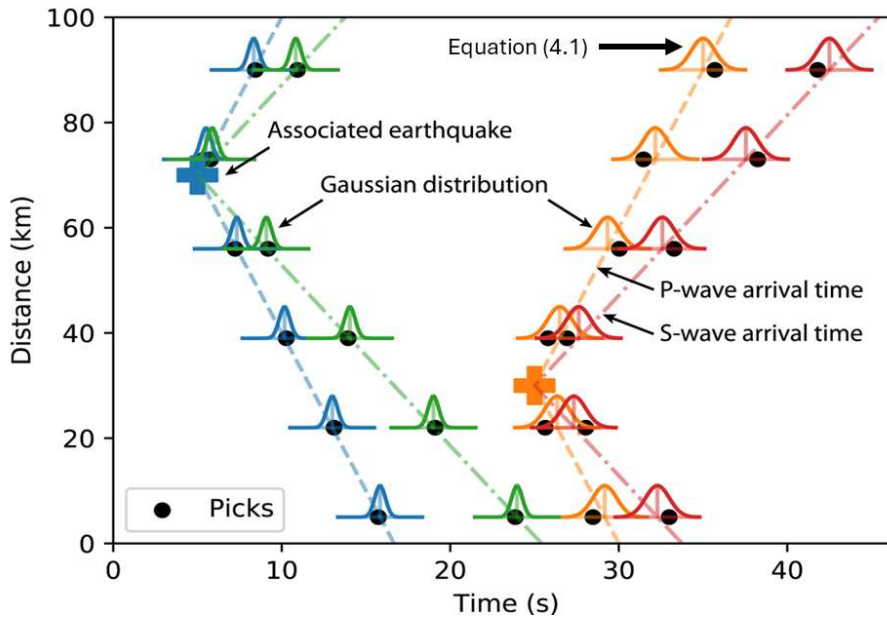 100
80
60
40
20
0
Distance (km)
Equation (4.1)
Associated earthquake
Gaussian distribution
P-wave arrival time
S-wave arrival time
Picks
0 10 20 30 40
Time (s)